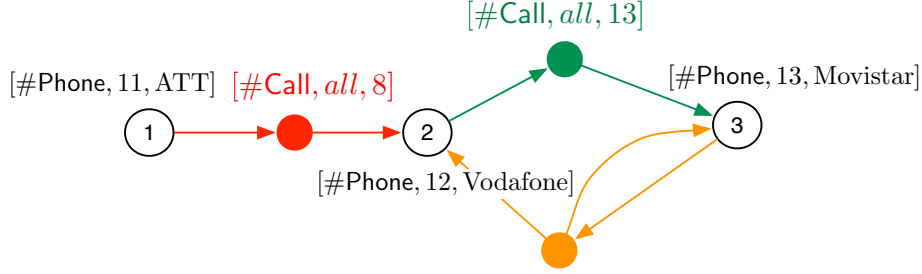 [#Call, all, 13]
[#Phone, 11, ATT]
[#Call, all, 8]
[#Phone, 13, Movistar]
1
2
3
[#Phone, 12, Vodafone]